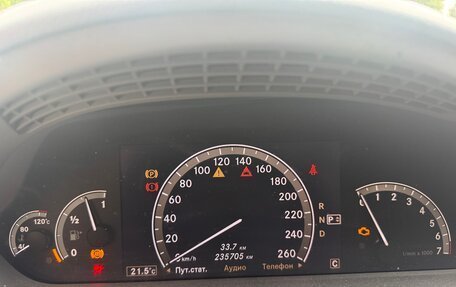 120 140
100 160
80 180
60 200
40 220
20 240
260
km/h
33.7 км
235705 км
Пут.стат. Аудио Телефон
21.5°C
C
R
N
D
P
120°C
80
1
½
0
1
2
3
4
5
6
7
1/min x 1000